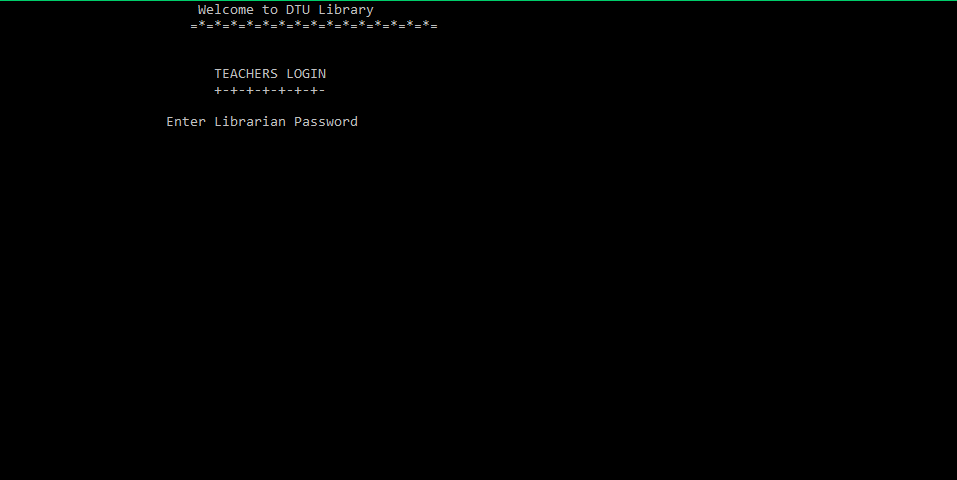 Welcome to DTU Library
=*=*=*=*=*=*=*=*=*=*=*=*=*=*=*=
TEACHERS LOGIN
+-+-+-+-+-+-+-
Enter Librarian Password